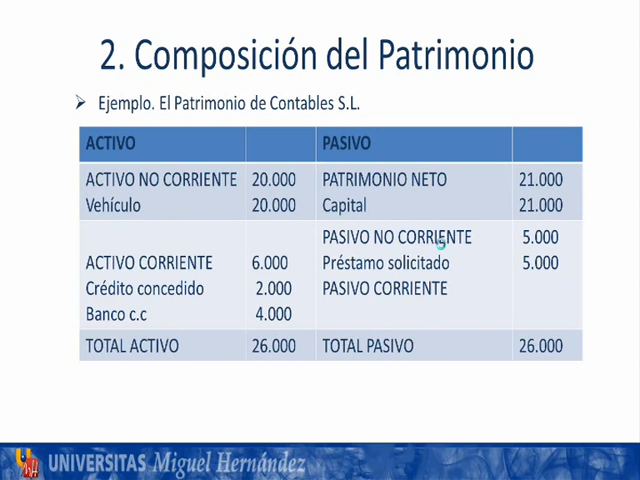 2. Composición del Patrimonio
Ejemplo. El Patrimonio de Contables S.L.
ACTIVO PASIVO
ACTIVO NO CORRIENTE 20.000 PATRIMONIO NETO 21.000
Vehículo 20.000 Capital 21.000
PASIVO NO CORRIENTE 5.000
ACTIVO CORRIENTE 6.000 Préstamo solicitado 5.000
Crédito concedido 2.000 PASIVO CORRIENTE
Banco c.c 4.000
TOTAL ACTIVO 26.000 TOTAL PASIVO 26.000
UNIVERSITAS Miguel Hernández